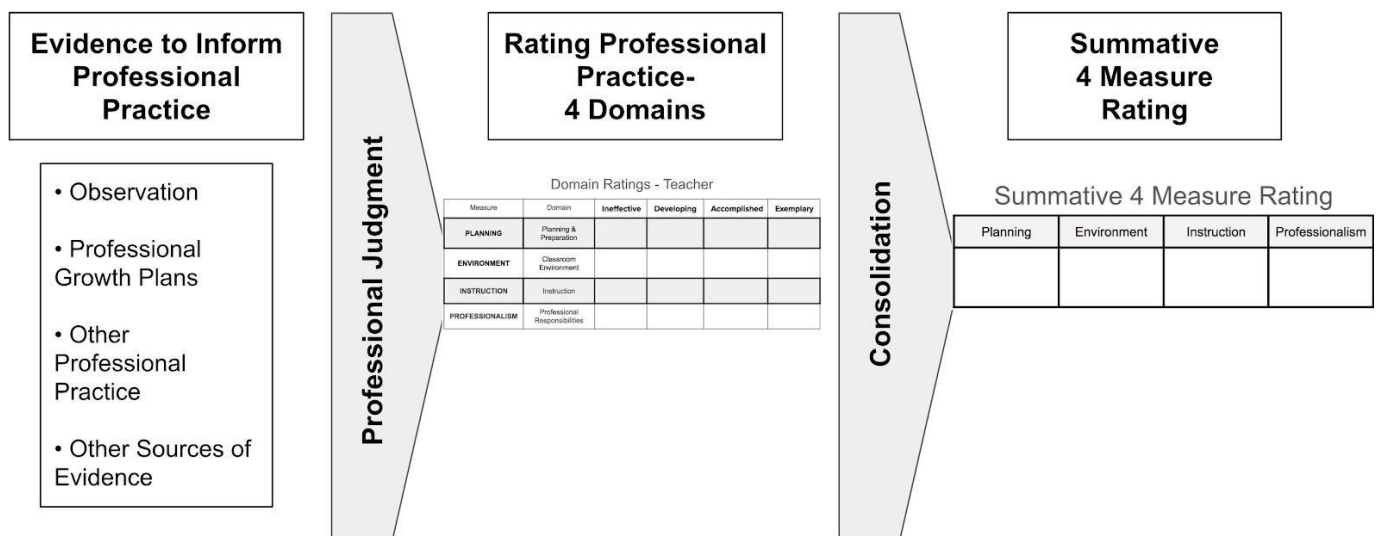 Evidence to Inform
Professional
Practice
• Observation
• Professional
Growth Plans
• Other
Professional
Practice
• Other Sources of
Evidence
Professional Judgment
Rating Professional
Practice-
4 Domains
Domain Ratings - Teacher
Measure Domain Ineffective Developing Accomplished Exemplary
PLANNING Planning &
Preparation
ENVIRONMENT Classroom
Environment
INSTRUCTION Instruction
PROFESSIONALISM Professional
Responsibilities
Consolidation
Summative
4 Measure
Rating
Summative 4 Measure Rating
Planning Environment Instruction Professionalism